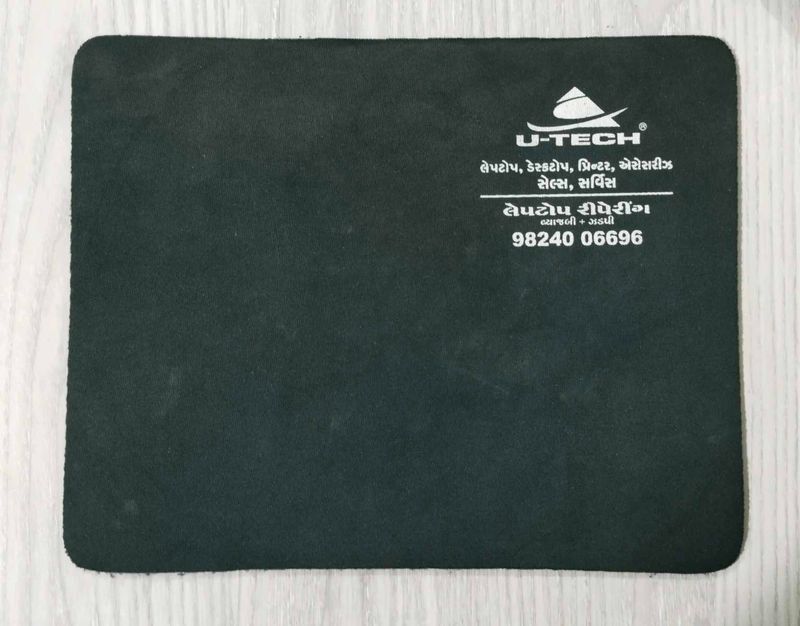 U-TECH®
લેપટોપ, ડેસ્કટોપ, પ્રિન્ટર, એસેસરીઝ
સેલ્સ, સર્વિસ
લેપટોપ રીપેરીંગ
વ્યાજબી + ઝડપી
98240 06696